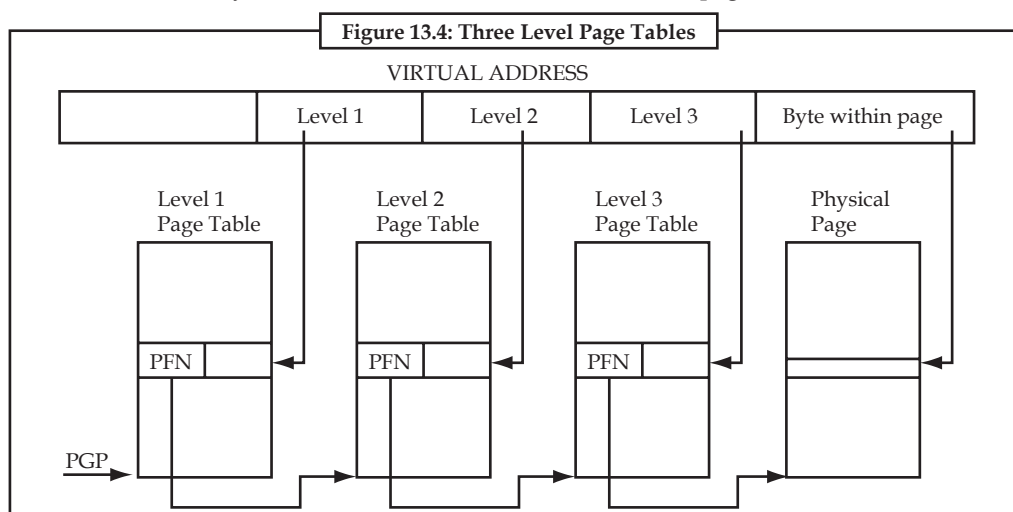 Figure 13.4: Three Level Page Tables
VIRTUAL ADDRESS
Level 1 Level 2 Level 3 Byte within page
Level 1
Page Table
Level 2
Page Table
Level 3
Page Table
Physical
Page
PFN PFN PFN
PGP